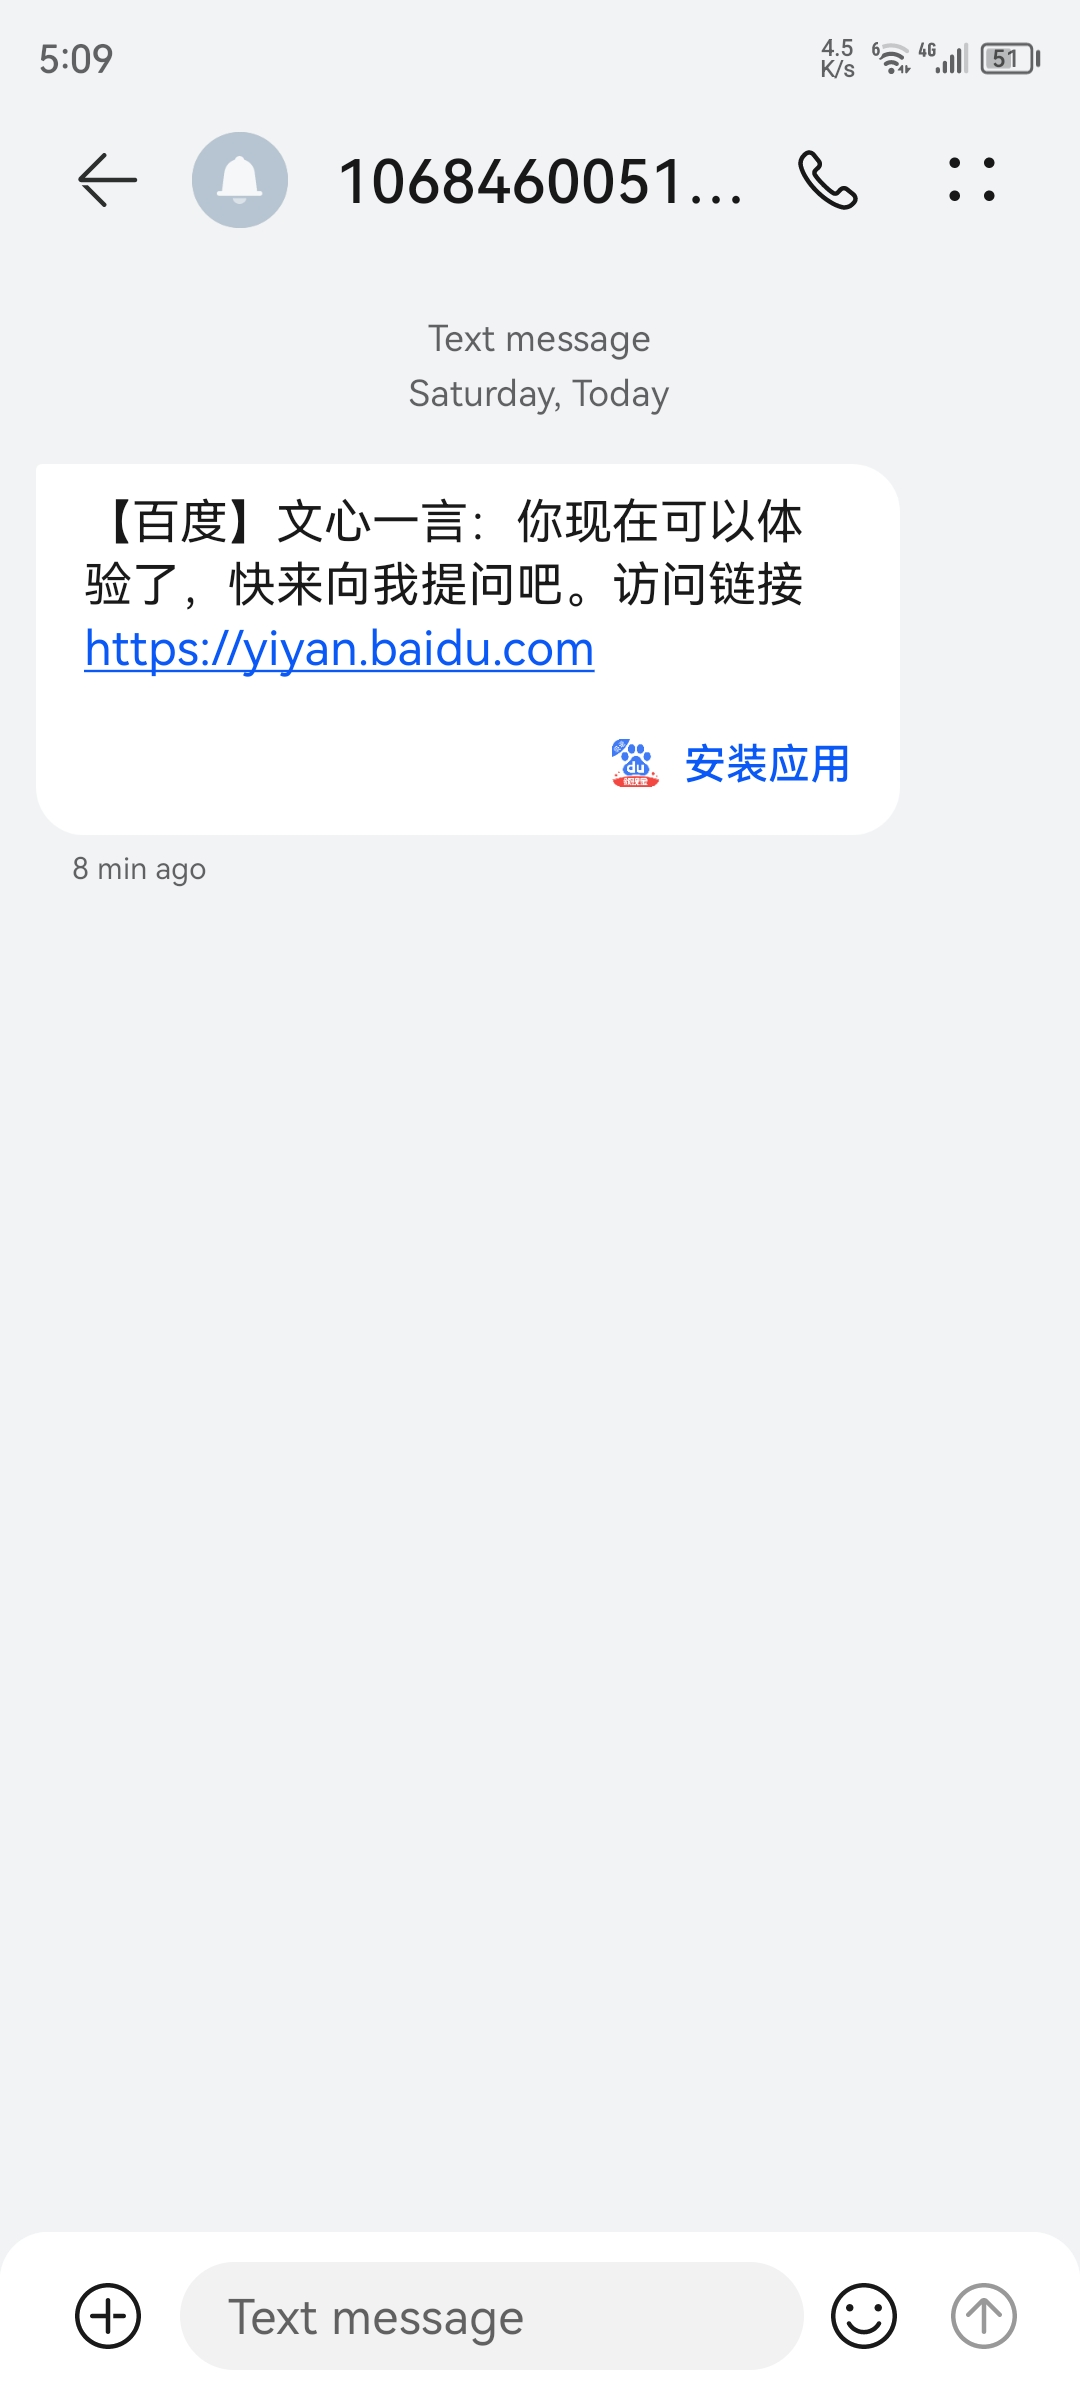 5:09
4.5
K/s
6
4G
51
1068460051...
Text message
Saturday, Today
【百度】文心一言：你现在可以体
验了，快来向我提问吧。访问链接
https://yiyan.baidu.com
du
安装应用
8 min ago
Text message